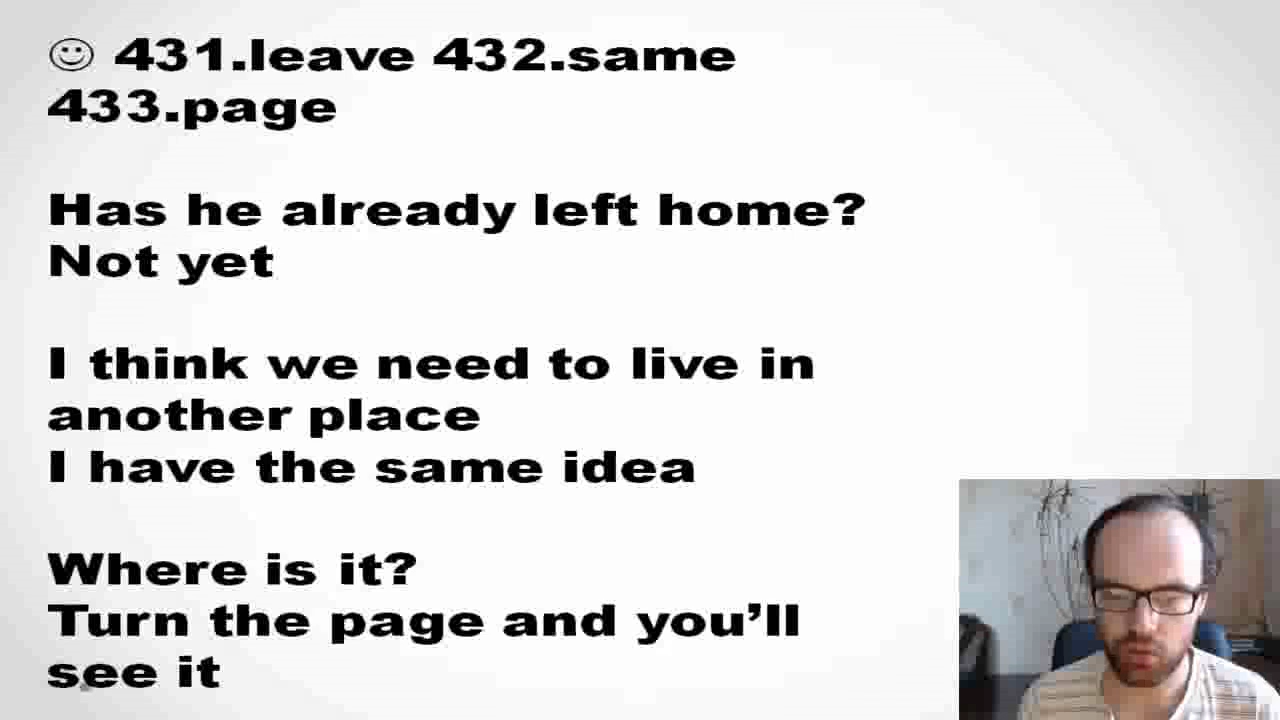 ☺ 431.leave 432.same
433.page
Has he already left home?
Not yet
I think we need to live in
another place
I have the same idea
Where is it?
Turn the page and you’ll
see it